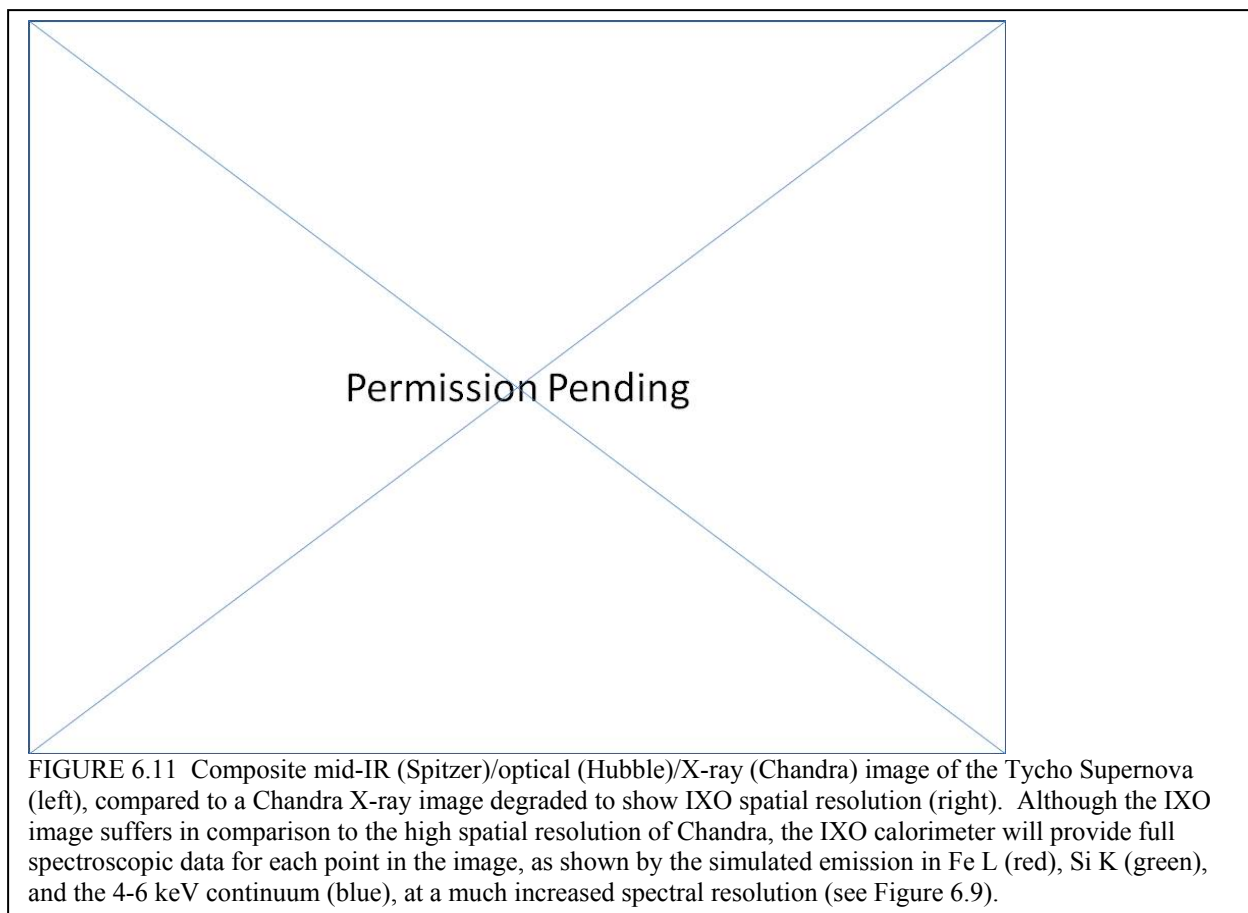 Permission Pending
FIGURE 6.11 Composite mid-IR (Spitzer)/optical (Hubble)/X-ray (Chandra) image of the Tycho Supernova
(left), compared to a Chandra X-ray image degraded to show IXO spatial resolution (right). Although the IXO
image suffers in comparison to the high spatial resolution of Chandra, the IXO calorimeter will provide full
spectroscopic data for each point in the image, as shown by the simulated emission in Fe L (red), Si K (green),
and the 4-6 keV continuum (blue), at a much increased spectral resolution (see Figure 6.9).